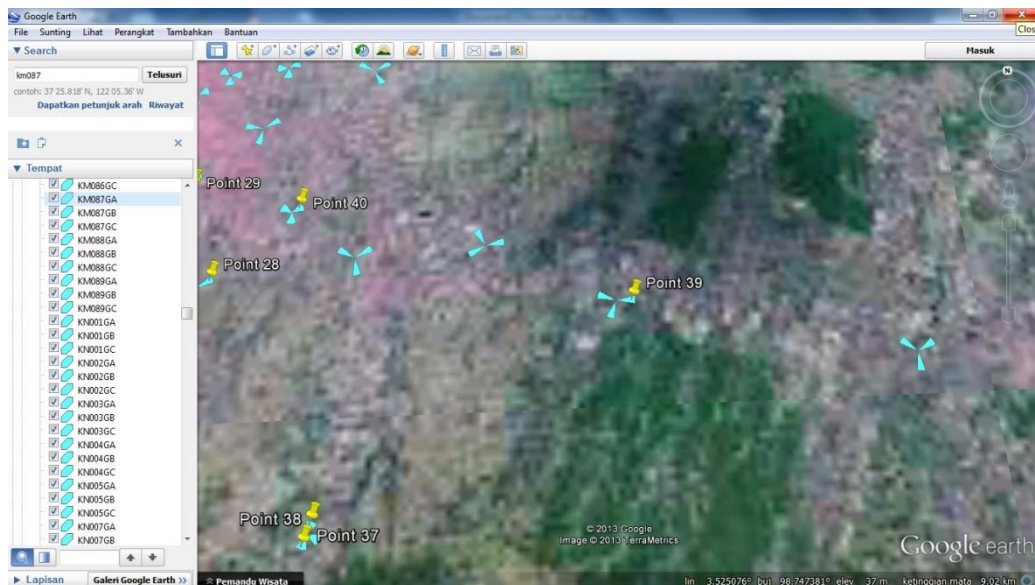 Google Earth
File Sunting Lihat Perangkat Tambahkan Bantuan
Clos
Search
Masuk
km087
Telusuri
contoh: 37 25.818' N, 122 05.36' W
Dapatkan petunjuk arah Riwayat
Tempat
KM086GC
KM087GA
KM087GB
KM087GC
KM088GA
KM088GB
KM088GC
KM089GA
KM089GB
KM089GC
KN001GA
KN001GB
KN001GC
KN002GA
KN002GB
KN002GC
KN003GA
KN003GB
KN003GC
KN004GA
KN004GB
KN004GC
KN005GA
KN005GB
KN005GC
KN007GA
KN007GB
Lapisan
Galeri Google Earth >>
N
Point 29
Point 40
Point 28
Point 39
Point 38
Point 37
© 2013 Google
Image © 2013 TerraMetrics
Google earth
Pemandu Wisata
lin 3.525076° buj 98.747381° elev 37 m ketinggian mata 9.02 km